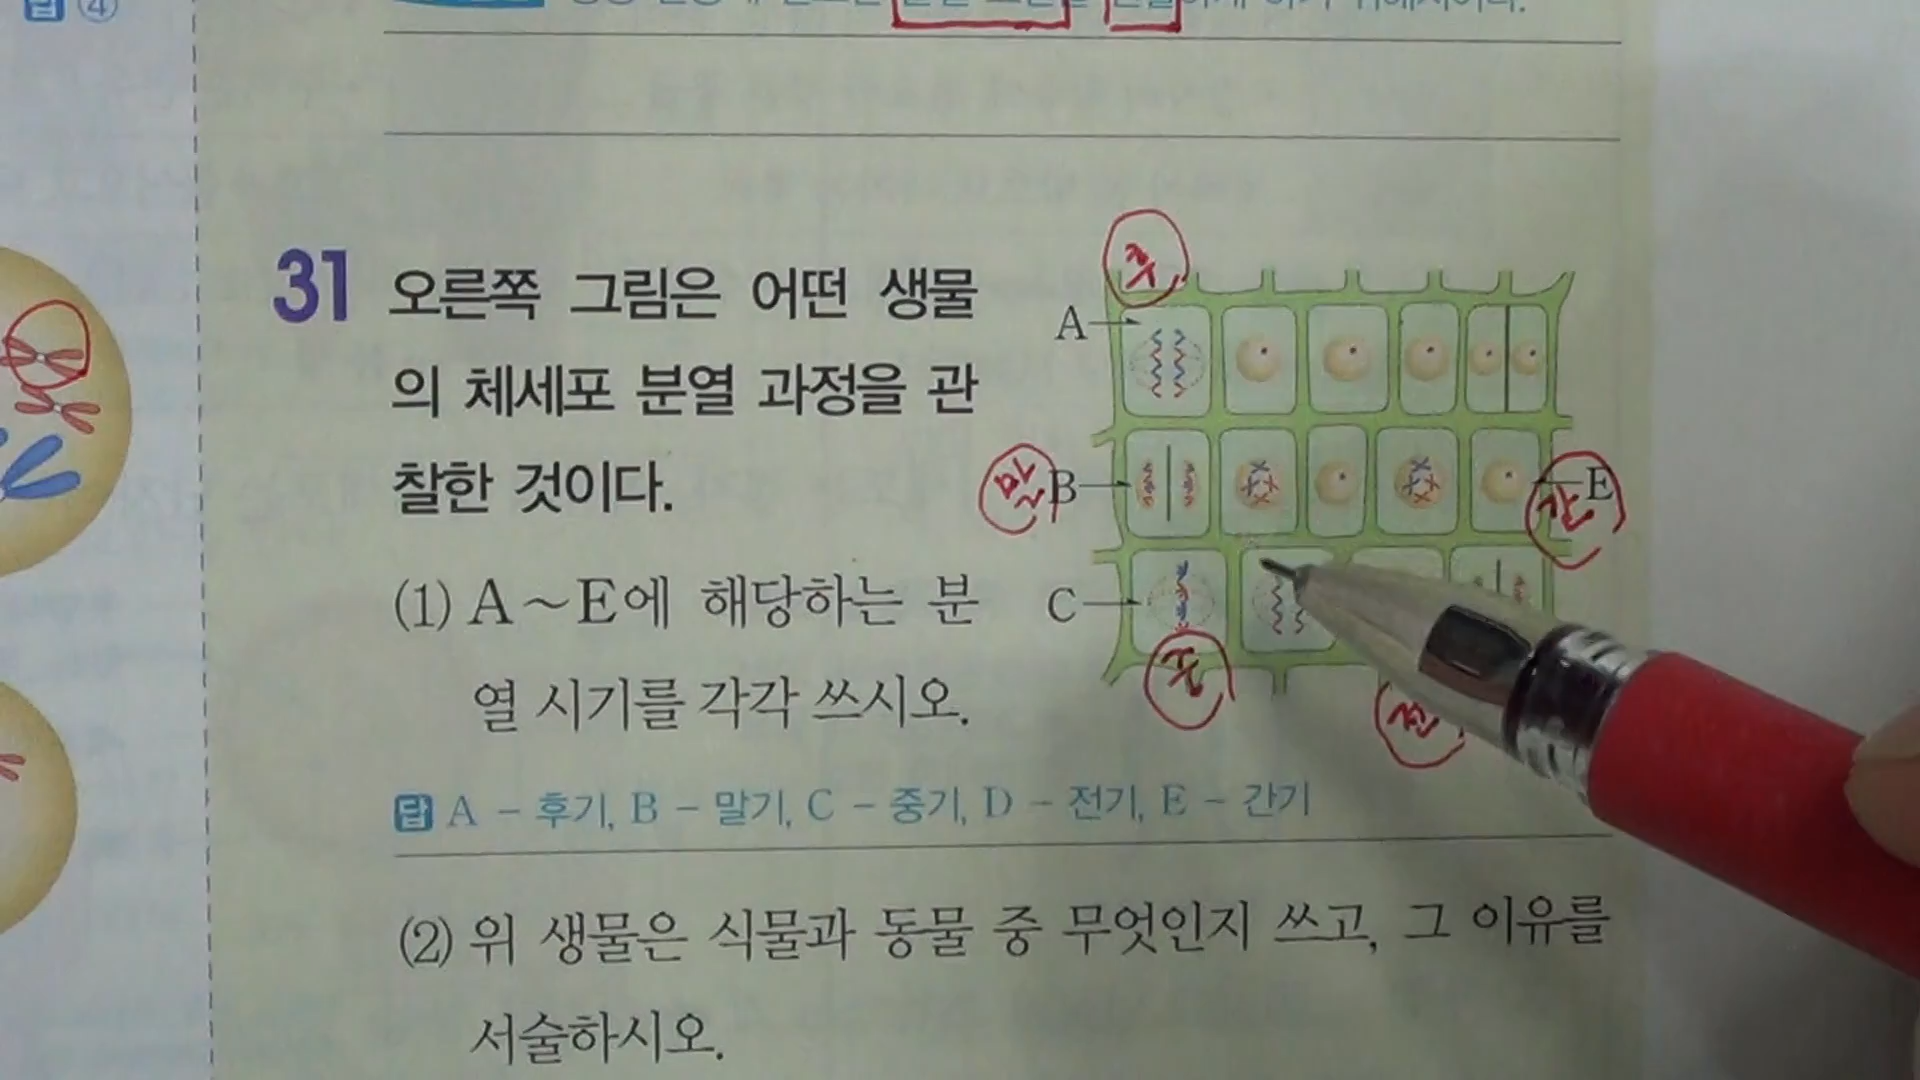 답 ④
31 오른쪽 그림은 어떤 생물
의 체세포 분열 과정을 관
찰한 것이다.
후
A
말 B
E 간
C
중
전
(1) A~E에 해당하는 분
열 시기를 각각 쓰시오.
답 A - 후기, B - 말기, C - 중기, D - 전기, E - 간기
(2) 위 생물은 식물과 동물 중 무엇인지 쓰고, 그 이유를
서술하시오.